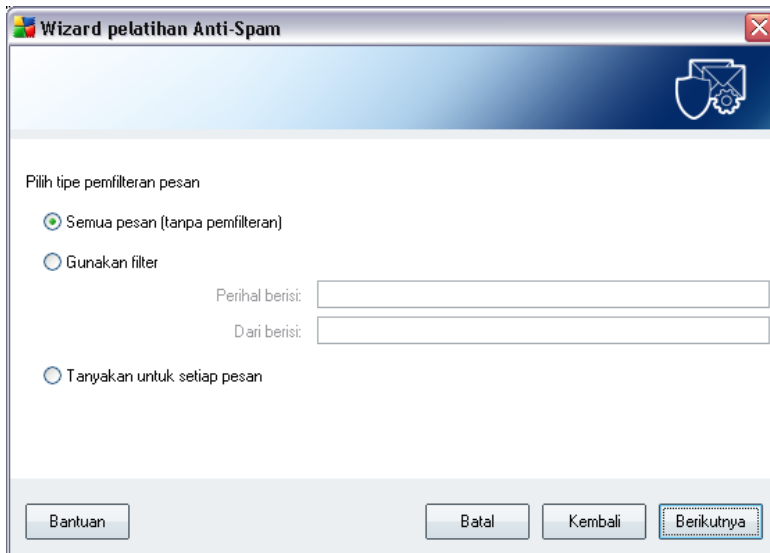 Wizard pelatihan Anti-Spam
Pilih tipe pemfilteran pesan
Semua pesan (tanpa pemfilteran)
Gunakan filter
Perihal berisi:
Dari berisi:
Tanyakan untuk setiap pesan
Bantuan Batal Kembali Berikutnya